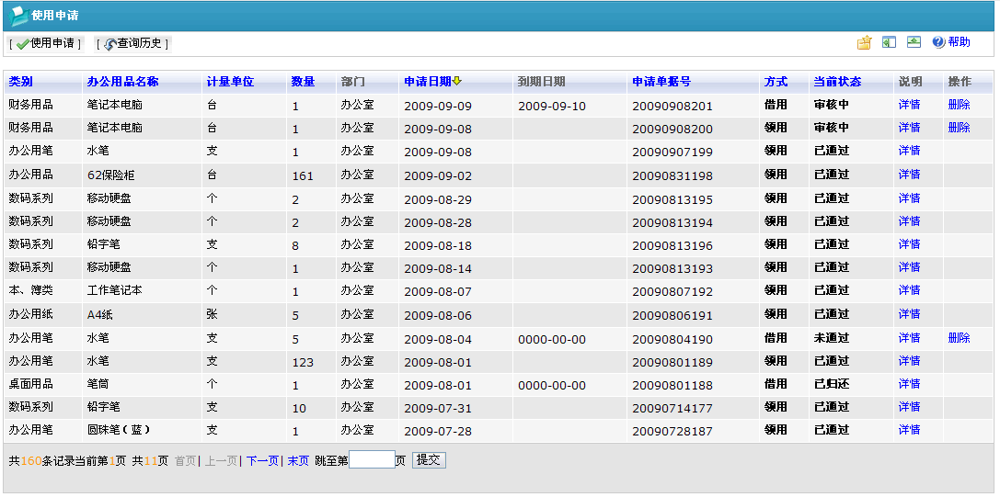 使用申请
[ 使用申请 ] [ 查询历史 ] 帮助
类别 办公用品名称 计量单位 数量 部门 申请日期 到期日期 申请单据号 方式 当前状态 说明 操作
财务用品 笔记本电脑 台 1 办公室 2009-09-09 2009-09-10 20090908201 借用 审核中 详情 删除
财务用品 笔记本电脑 台 1 办公室 2009-09-08 20090908200 领用 审核中 详情 删除
办公用笔 水笔 支 1 办公室 2009-09-08 20090907199 领用 已通过 详情
办公用品 62保险柜 台 161 办公室 2009-09-02 20090831198 领用 已通过 详情
数码系列 移动硬盘 个 2 办公室 2009-08-29 20090813195 领用 已通过 详情
数码系列 移动硬盘 个 2 办公室 2009-08-28 20090813194 领用 已通过 详情
数码系列 铅字笔 支 8 办公室 2009-08-18 20090813196 领用 已通过 详情
数码系列 移动硬盘 个 1 办公室 2009-08-14 20090813193 领用 已通过 详情
本、簿类 工作笔记本 个 1 办公室 2009-08-07 20090807192 领用 已通过 详情
办公用纸 A4纸 张 5 办公室 2009-08-06 20090806191 领用 已通过 详情
办公用笔 水笔 支 5 办公室 2009-08-04 0000-00-00 20090804190 借用 未通过 详情 删除
办公用笔 水笔 支 123 办公室 2009-08-01 20090801189 领用 已通过 详情
桌面用品 笔筒 个 1 办公室 2009-08-01 0000-00-00 20090801188 借用 已归还 详情
数码系列 铅字笔 支 10 办公室 2009-07-31 20090714177 领用 已通过 详情
办公用笔 圆珠笔(蓝) 支 1 办公室 2009-07-28 20090728187 领用 已通过 详情
共160条记录当前第1页 共11页 首页| 上一页| 下一页| 末页 跳至第 页 提交